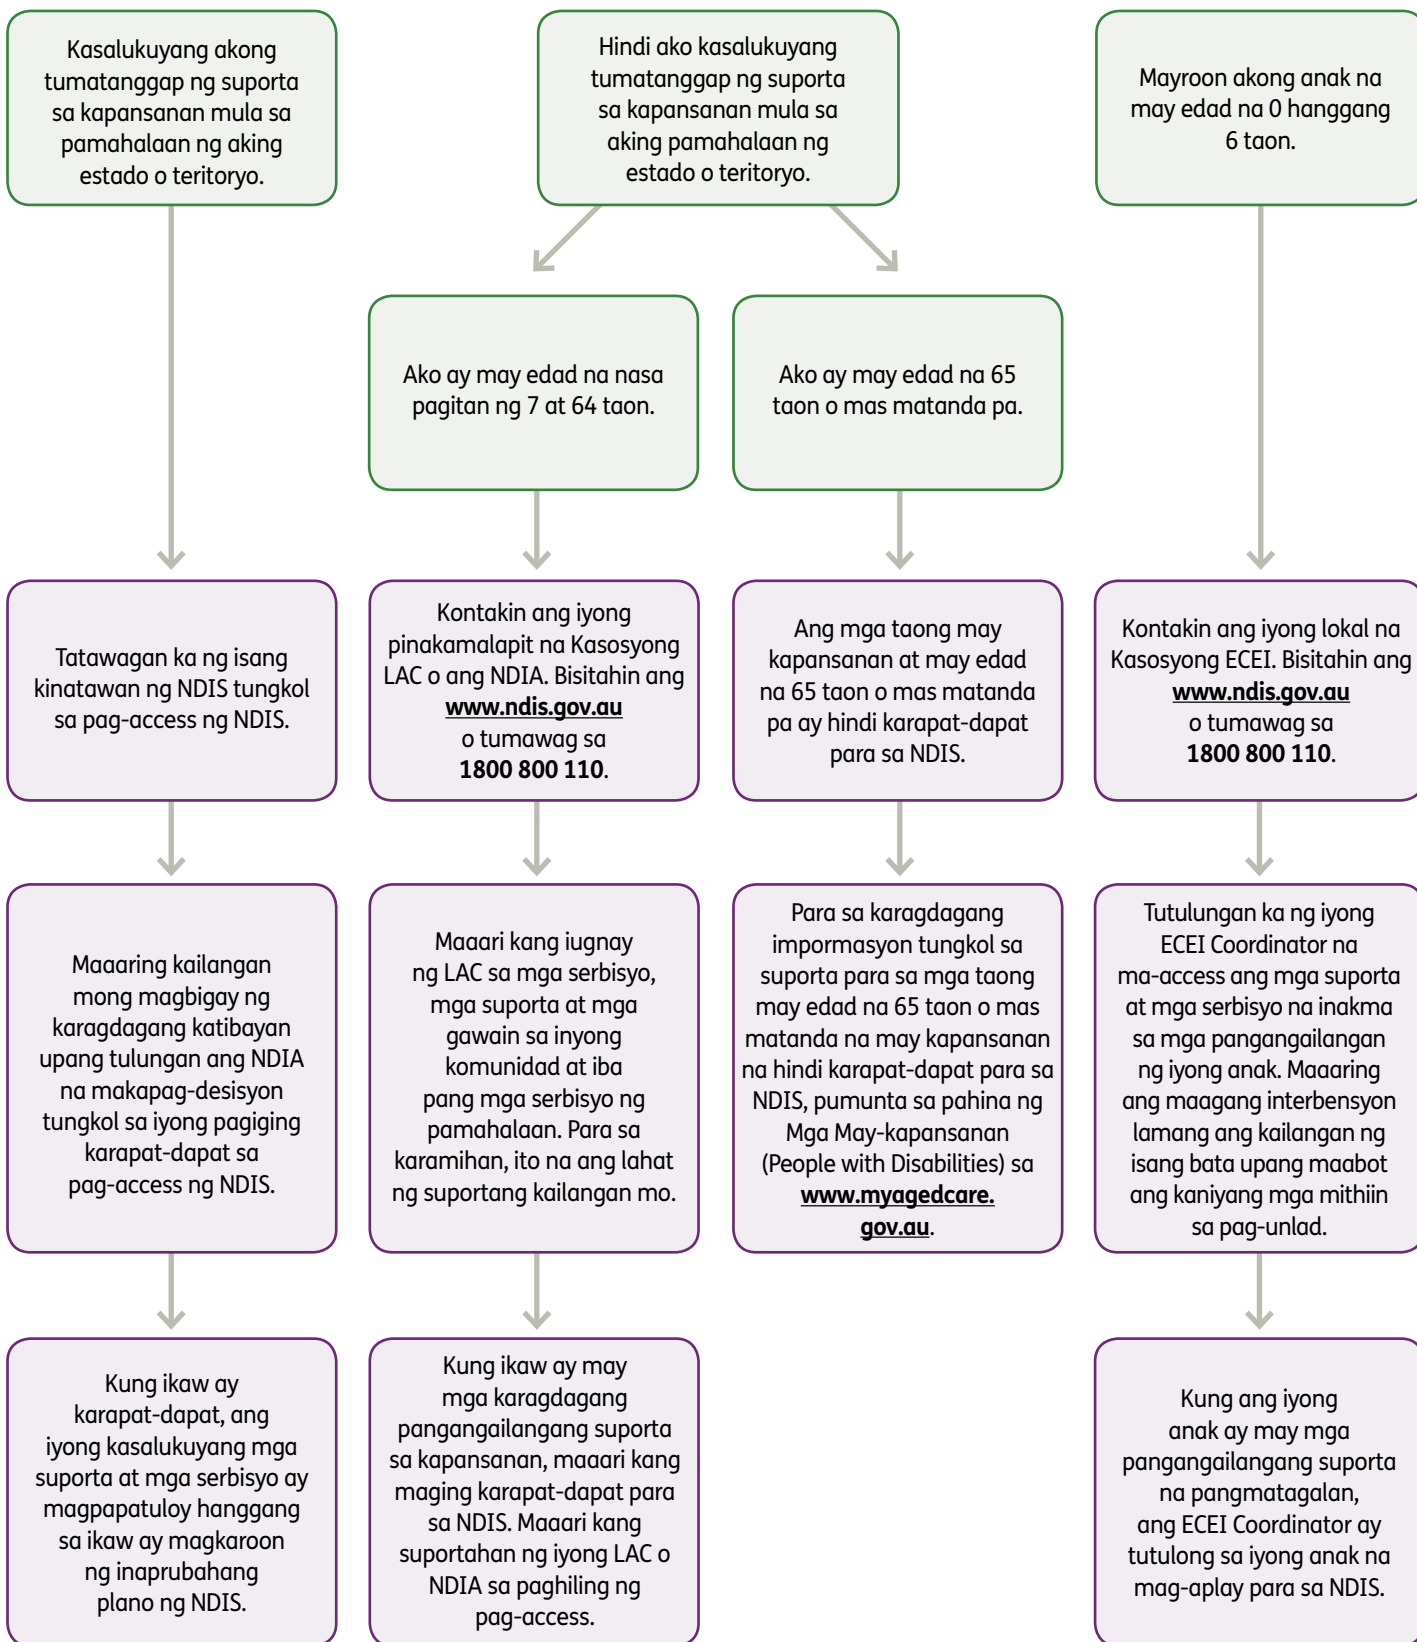 Kasalukuyang akong
tumatanggap ng suporta
sa kapansanan mula sa
pamahalaan ng aking
estado o teritoryo.
Hindi ako kasalukuyang
tumatanggap ng suporta
sa kapansanan mula sa
aking pamahalaan ng
estado o teritoryo.
Mayroon akong anak na
may edad na 0 hanggang
6 taon.
Ako ay may edad na nasa
pagitan ng 7 at 64 taon.
Ako ay may edad na 65
taon o mas matanda pa.
Tatawagan ka ng isang
kinatawan ng NDIS tungkol
sa pag-access ng NDIS.
Kontakin ang iyong
pinakamalapit na Kasosyong
LAC o ang NDIA. Bisitahin ang
www.ndis.gov.au
o tumawag sa
1800 800 110.
Ang mga taong may
kapansanan at may edad
na 65 taon o mas matanda
pa ay hindi karapat-dapat
para sa NDIS.
Kontakin ang iyong lokal na
Kasosyong ECEI. Bisitahin ang
www.ndis.gov.au
o tumawag sa
1800 800 110.
Maaaring kailangan
mong magbigay ng
karagdagang katibayan
upang tulungan ang NDIA
na makapag-desisyon
tungkol sa iyong pagiging
karapat-dapat sa
pag-access ng NDIS.
Maaari kang iugnay
ng LAC sa mga serbisyo,
mga suporta at mga
gawain sa inyong
komunidad at iba
pang mga serbisyo ng
pamahalaan. Para sa
karamihan, ito na ang lahat
ng suportang kailangan mo.
Para sa karagdagang
impormasyon tungkol sa
suporta para sa mga taong
may edad na 65 taon o mas
matanda na may kapansanan
na hindi karapat-dapat para sa
NDIS, pumunta sa pahina ng
Mga May-kapansanan
(People with Disabilities) sa
www.myagedcare.
gov.au.
Tutulungan ka ng iyong
ECEI Coordinator na
ma-access ang mga suporta
at mga serbisyo na inakma
sa mga pangangailangan
ng iyong anak. Maaaring
ang maagang interbensyon
lamang ang kailangan ng
isang bata upang maabot
ang kaniyang mga mithiin
sa pag-unlad.
Kung ikaw ay
karapat-dapat, ang
iyong kasalukuyang mga
suporta at mga serbisyo ay
magpapatuloy hanggang
sa ikaw ay magkaroon
ng inaprubahang
plano ng NDIS.
Kung ikaw ay may
mga karagdagang
pangangailangang suporta
sa kapansanan, maaari kang
maging karapat-dapat para
sa NDIS. Maaari kang
suportahan ng iyong LAC o
NDIA sa paghiling ng
pag-access.
Kung ang iyong
anak ay may mga
pangangailangang suporta
na pangmatagalan,
ang ECEI Coordinator ay
tutulong sa iyong anak na
mag-aplay para sa NDIS.